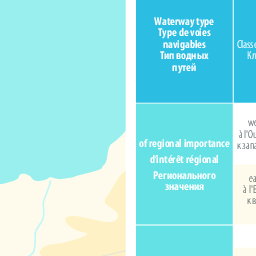 Waterway type
Type de voies
navigables
Тип водных
путей
of regional importance
d'intérêt régional
Регионального
значения
à l'